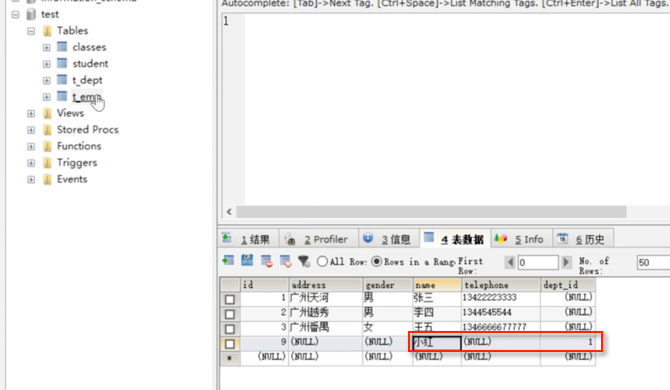 test
Tables
classes
student
t_dept
t_emp
Views
Stored Procs
Functions
Triggers
Events
Autocomplete: [Tab]->Next Tag. [Ctrl+Space]->List Matching Tags. [Ctrl+Enter]->List All Tags.
1
1 结果 2 Profiler 3 信息 4 表数据 5 Info 6 历史
All Row: Rows in a Rang First Row: 0 No. of Rows: 50
id address gender name telephone dept_id
1 广州天河 男 张三 13422223333 (NULL)
2 广州越秀 男 李四 1344545544 (NULL)
3 广州番禺 女 王五 1346666677777 (NULL)
9 (NULL) (NULL) 小红 (NULL) 1
* (NULL) (NULL) (NULL) (NULL) (NULL) (NULL)